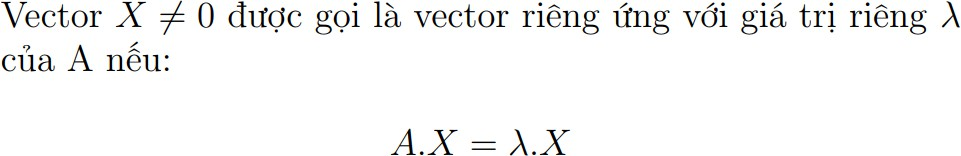 Vector X ≠ 0 được gọi là vector riêng ứng với giá trị riêng λ
của A nếu:
A.X = λ.X